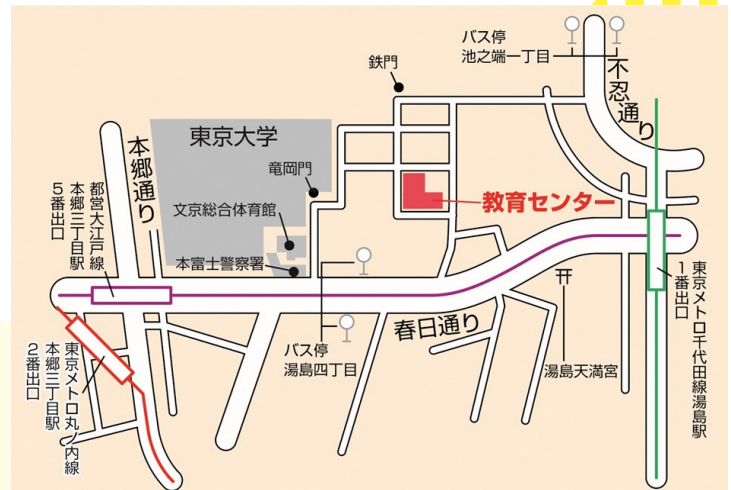 バス停
池之端一丁目
不忍通り
鉄門
東京大学
本郷通り
竜岡門
都営大江戸線
本郷三丁目駅
5番出口
文京総合体育館
教育センター
本富士警察署
東京メトロ千代田線湯島駅
1番出口
春日通り
バス停
湯島四丁目
湯島天満宮
東京メトロ丸ノ内線
本郷三丁目駅
2番出口